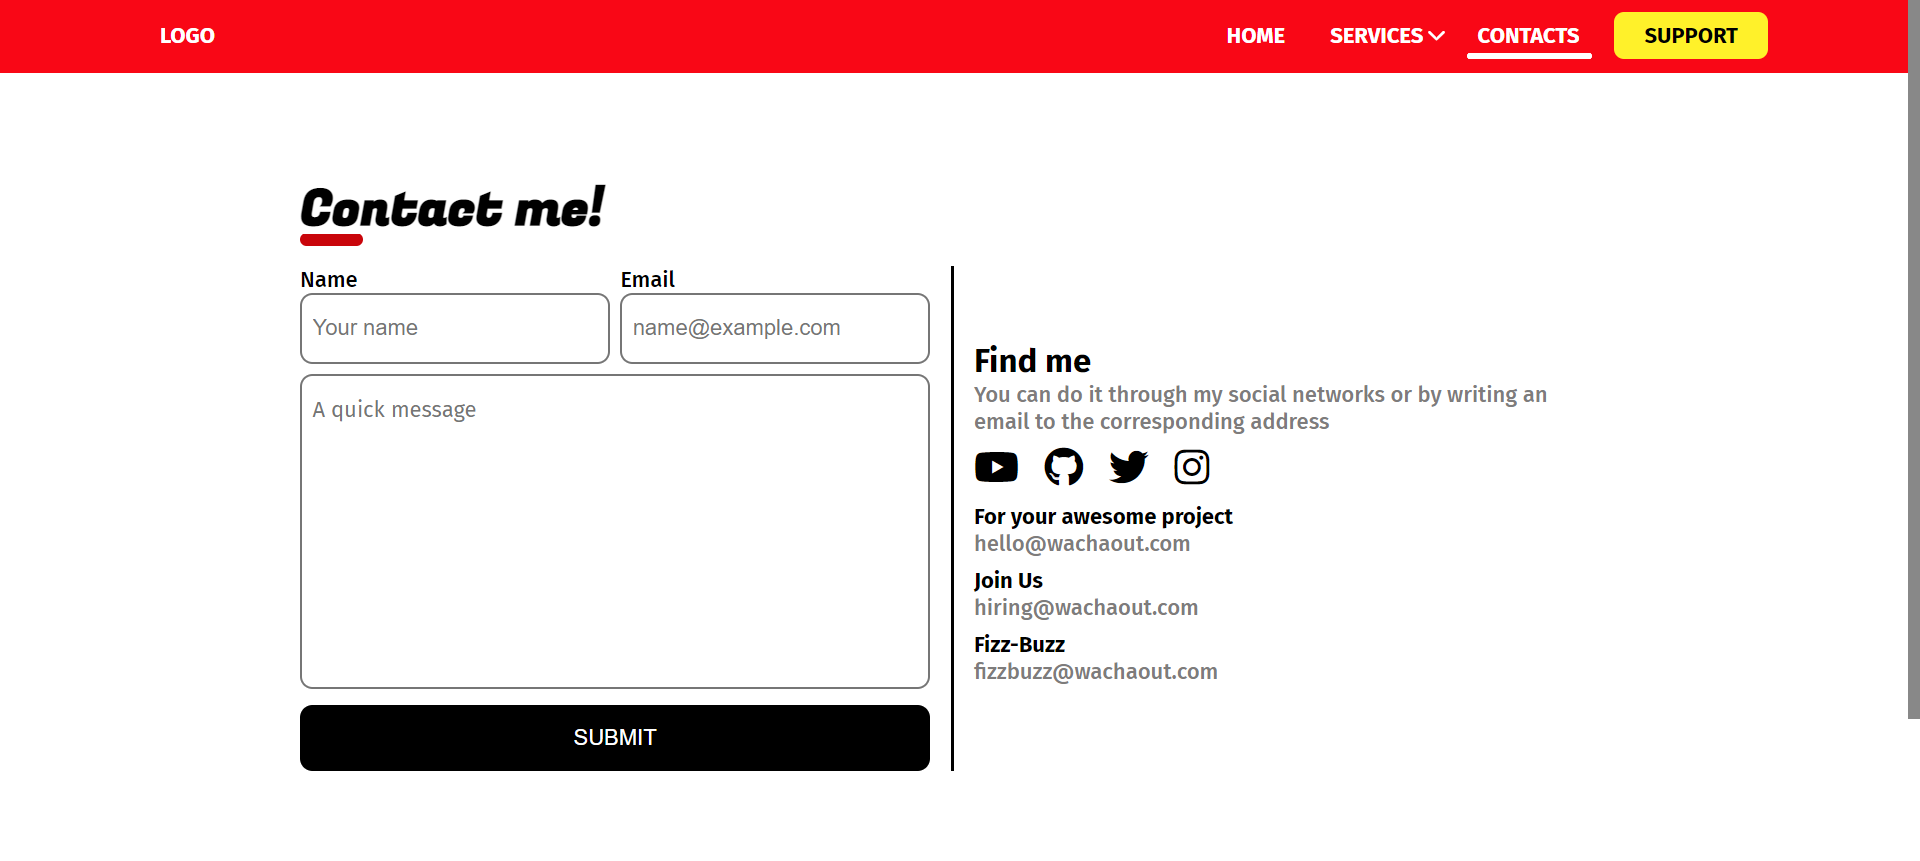 LOGO
HOME SERVICES CONTACTS SUPPORT
Contact me!
Name Email
Your name name@example.com
A quick message
SUBMIT
Find me
You can do it through my social networks or by writing an
email to the corresponding address
For your awesome project
hello@wachaout.com
Join Us
hiring@wachaout.com
Fizz-Buzz
fizzbuzz@wachaout.com